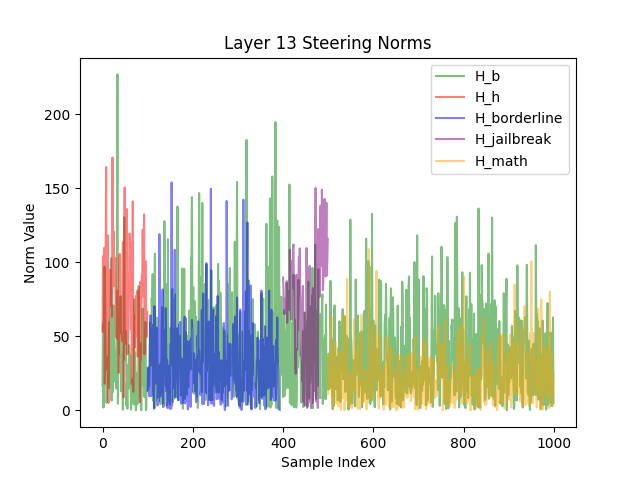 Layer 13 Steering Norms
H_b
H_h
H_borderline
H_jailbreak
H_math
Norm Value
200
150
100
50
0
0 200 400 600 800 1000
Sample Index